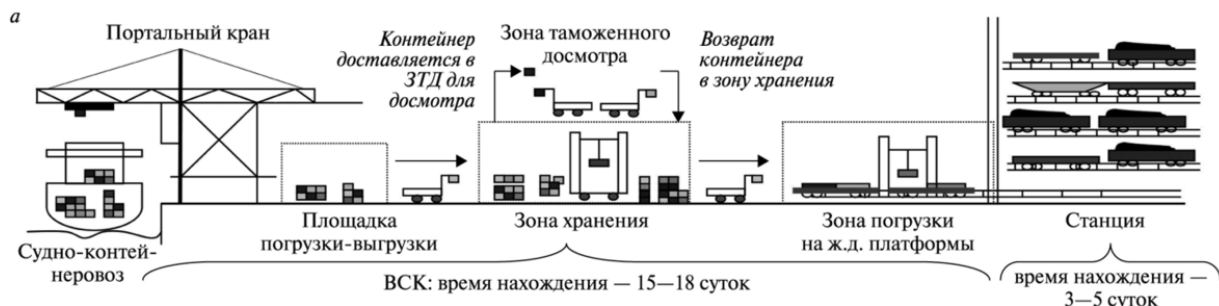 а
Портальный кран
Контейнер
доставляется в
ЗТД для
досмотра
Зона таможенного
досмотра
Возврат
контейнера
в зону хранения
Судно-контей-
неровоз
Площадка
погрузки-выгрузки
Зона хранения
Зона погрузки
на ж.д. платформы
Станция
ВСК: время нахождения — 15—18 суток
время нахождения —
3—5 суток